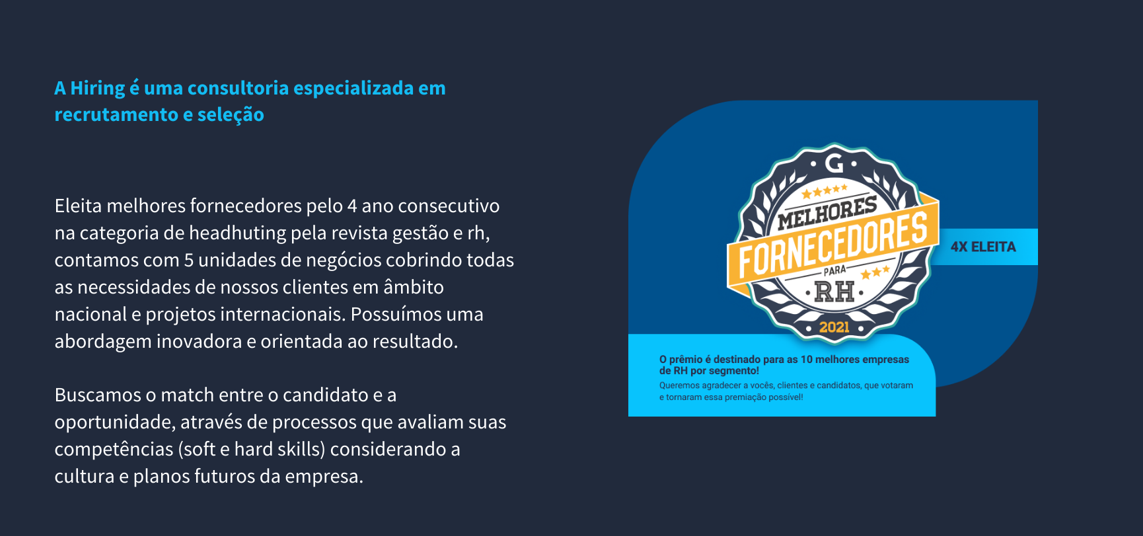 A Hiring é uma consultoria especializada em
recrutamento e seleção
Eleita melhores fornecedores pelo 4 ano consecutivo
na categoria de headhuting pela revista gestão e rh,
contamos com 5 unidades de negócios cobrindo todas
as necessidades de nossos clientes em âmbito
nacional e projetos internacionais. Possuímos uma
abordagem inovadora e orientada ao resultado.
Buscamos o match entre o candidato e a
oportunidade, através de processos que avaliam suas
competências (soft e hard skills) considerando a
cultura e planos futuros da empresa.
G
MELHORES
FORNECEDORES
PARA
RH
2021
4X ELEITA
O prêmio é destinado para as 10 melhores empresas
de RH por segmento!
Queremos agradecer a vocês, clientes e candidatos, que votaram
e tornaram essa premiação possível!